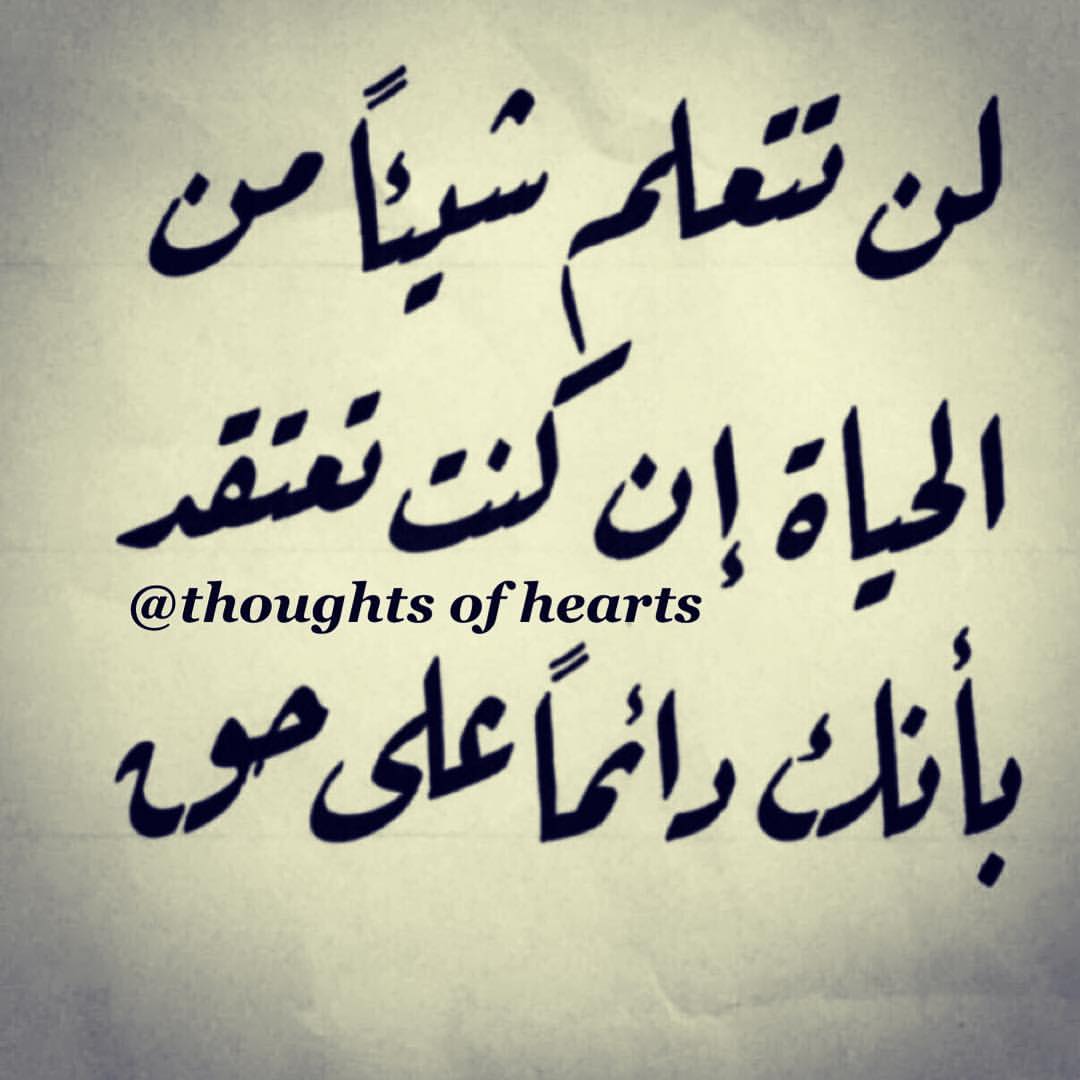 لن تتعلم شيئاً من
الحياة إن كنت تعتقد
@thoughts of hearts
بأنك دائماً على حق